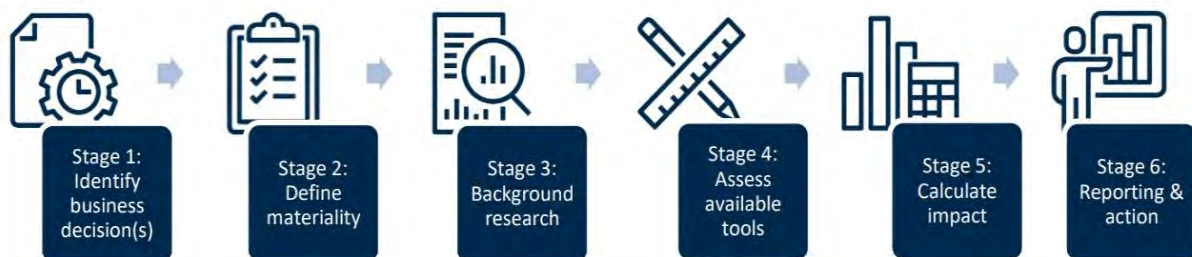 Stage 1:
Identify
business
decision(s)
Stage 2:
Define
materiality
Stage 3:
Background
research
Stage 4:
Assess
available
tools
Stage 5:
Calculate
impact
Stage 6:
Reporting &
action